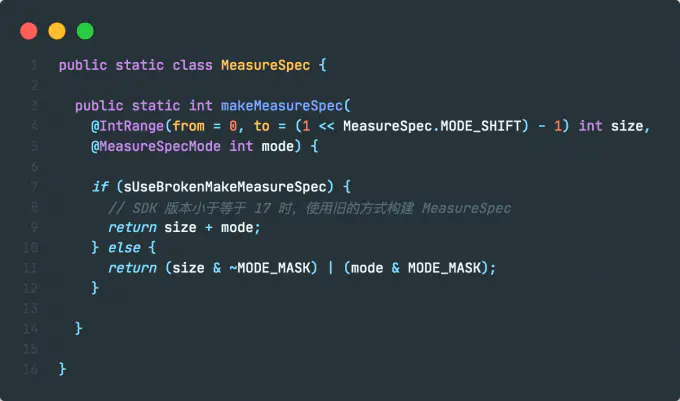 1 public static class MeasureSpec {
2
3 public static int makeMeasureSpec(
4 @IntRange(from = 0, to = (1 << MeasureSpec.MODE_SHIFT) - 1) int size,
5 @MeasureSpecMode int mode) {
6
7 if (sUseBrokenMakeMeasureSpec) {
8 // SDK 版本小于等于 17 时，使用旧的方式构建 MeasureSpec
9 return size + mode;
10 } else {
11 return (size & ~MODE_MASK) | (mode & MODE_MASK);
12 }
13
14 }
15
16 }